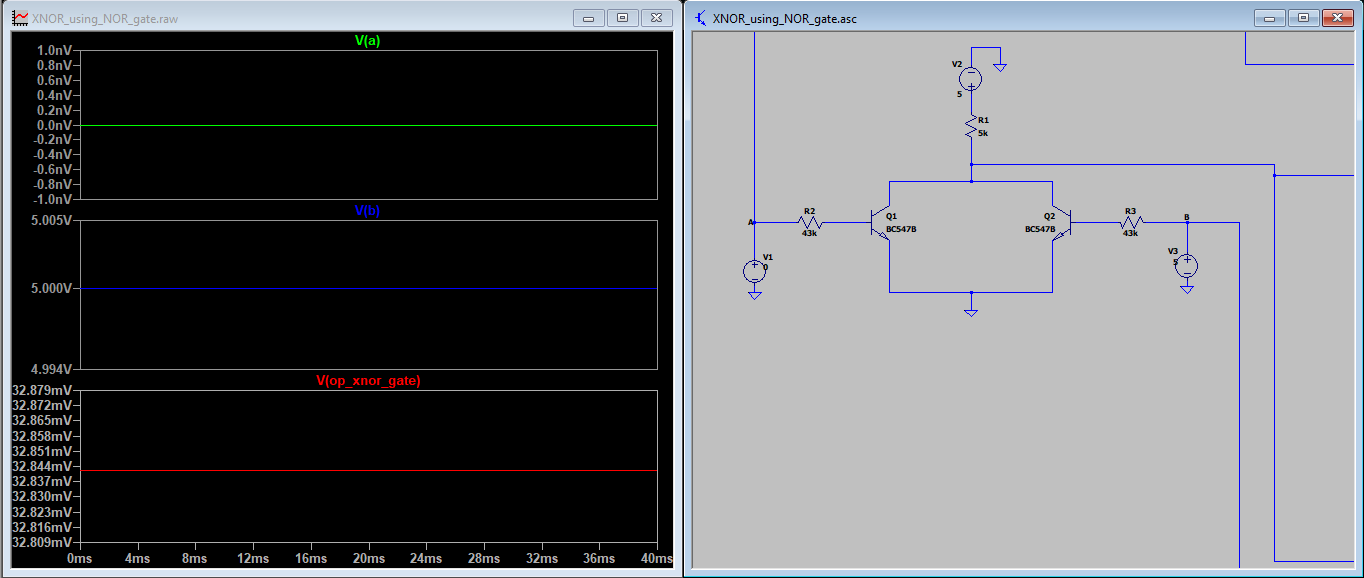 XNOR_using_NOR_gate.raw
V(a)
1.0nV
0.8nV
0.6nV
0.4nV
0.2nV
0.0nV
-0.2nV
-0.4nV
-0.6nV
-0.8nV
-1.0nV
V(b)
5.005V
5.000V
4.994V
V(op_xnor_gate)
32.879mV
32.872mV
32.865mV
32.858mV
32.851mV
32.844mV
32.837mV
32.830mV
32.823mV
32.816mV
32.809mV
0ms 4ms 8ms 12ms 16ms 20ms 24ms 28ms 32ms 36ms 40ms
XNOR_using_NOR_gate.asc
V2
5
R1
5k
A
R2
43k
Q1
BC547B
Q2
BC547B
R3
43k
B
V1
0
V3
5